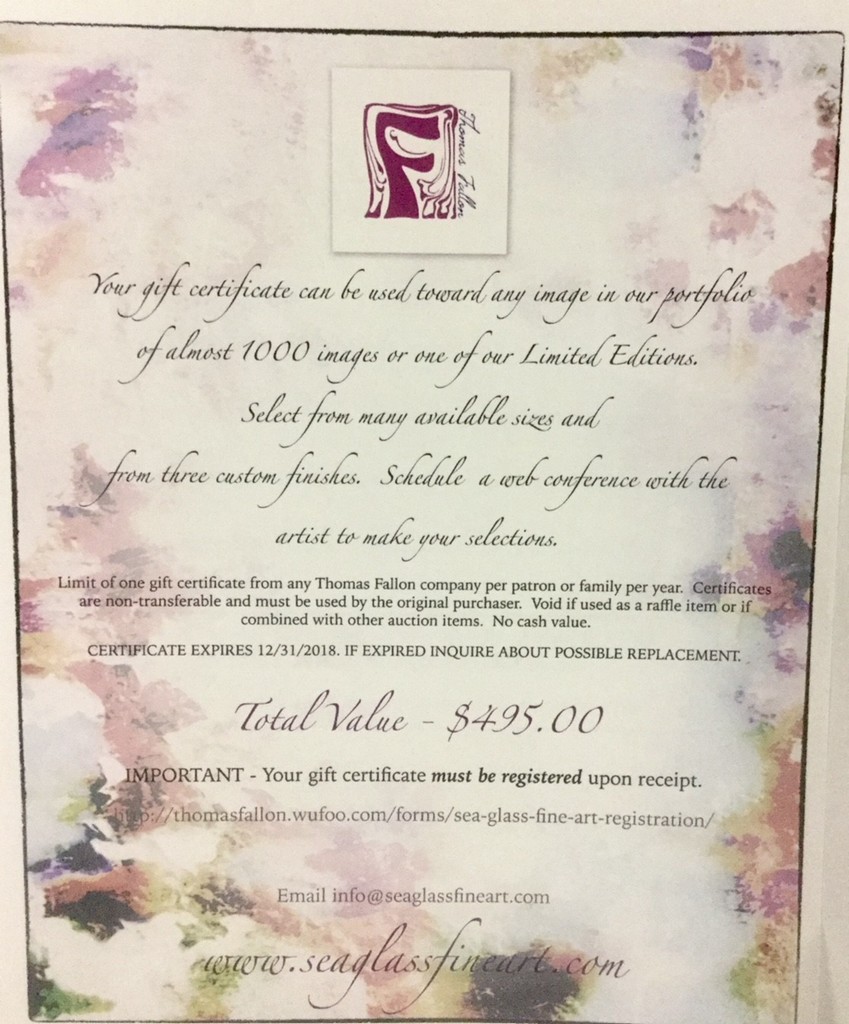 Thomas Fallon
Your gift certificate can be used toward any image in our portfolio
of almost 1000 images or one of our Limited Editions.
Select from many available sizes and
from three custom finishes. Schedule a web conference with the
artist to make your selections.
Limit of one gift certificate from any Thomas Fallon company per patron or family per year. Certificates
are non-transferable and must be used by the original purchaser. Void if used as a raffle item or if
combined with other auction items. No cash value.
CERTIFICATE EXPIRES 12/31/2018. IF EXPIRED INQUIRE ABOUT POSSIBLE REPLACEMENT.
Total Value - $495.00
IMPORTANT - Your gift certificate must be registered upon receipt.
http://thomasfallon.wufoo.com/forms/sea-glass-fine-art-registration/
Email info@seaglassfineart.com
www.seaglassfineart.com